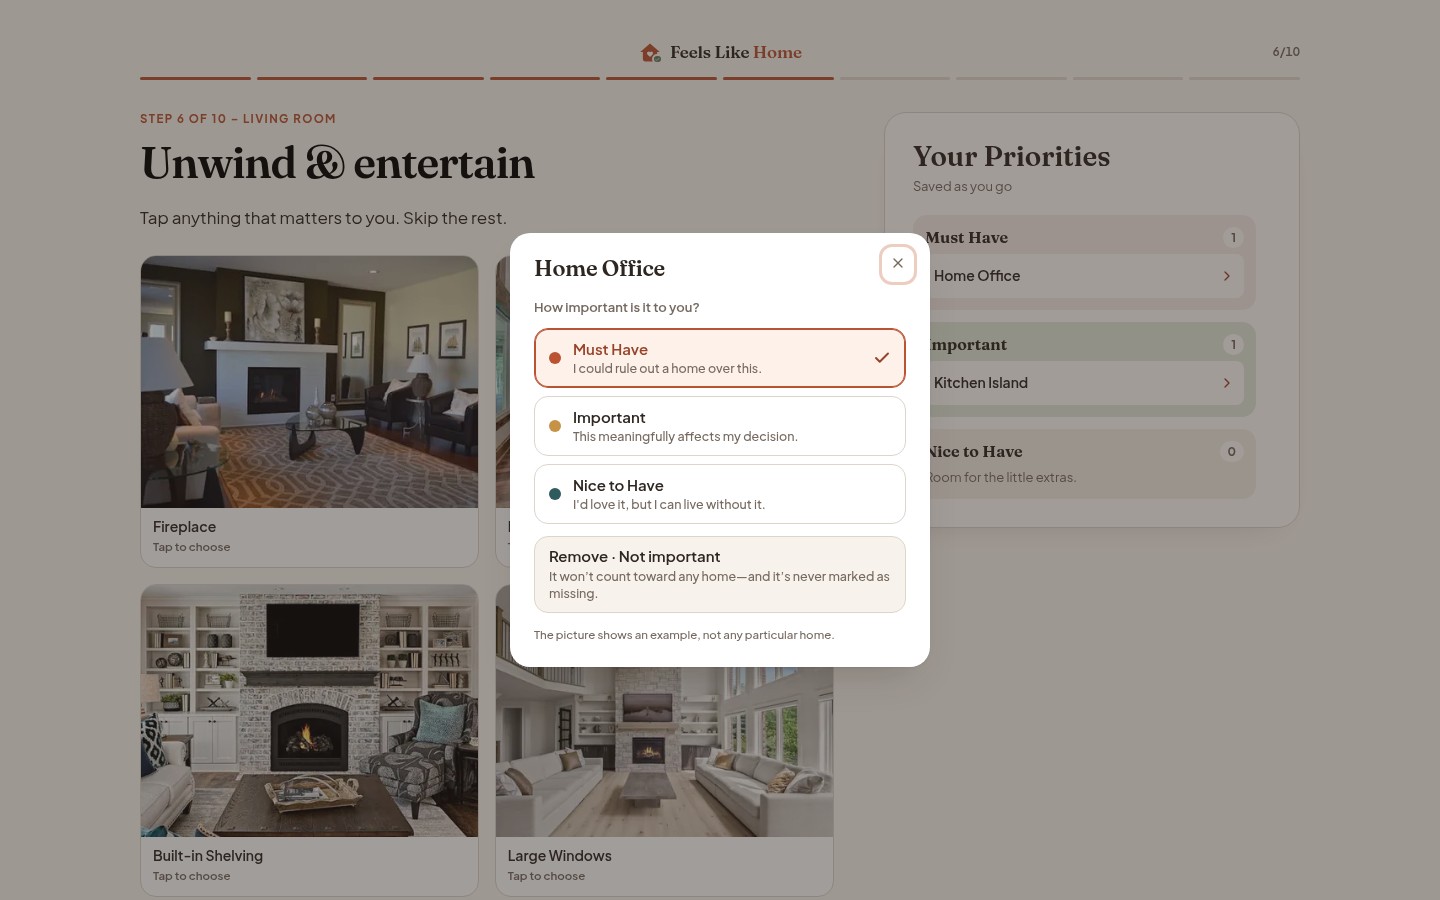 Feels Like Home
6/10
STEP 6 OF 10 – LIVING ROOM
Unwind & entertain
Tap anything that matters to you. Skip the rest.
Fireplace
Tap to choose
Built-in Shelving
Tap to choose
Large Windows
Tap to choose
Your Priorities
Saved as you go
Must Have
1
Home Office
Important
1
Kitchen Island
Nice to Have
0
Room for the little extras.
Home Office
How important is it to you?
Must Have
I could rule out a home over this.
Important
This meaningfully affects my decision.
Nice to Have
I'd love it, but I can live without it.
Remove · Not important
It won't count toward any home—and it's never marked as
missing.
The picture shows an example, not any particular home.